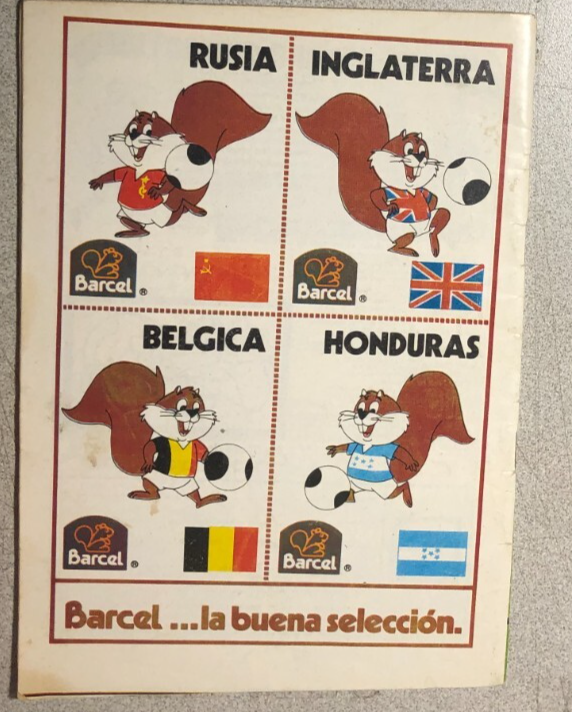 RUSIA
INGLATERRA
Barcel ®
Barcel ®
BELGICA
HONDURAS
Barcel ®
Barcel ®
Barcel ...la buena selección.